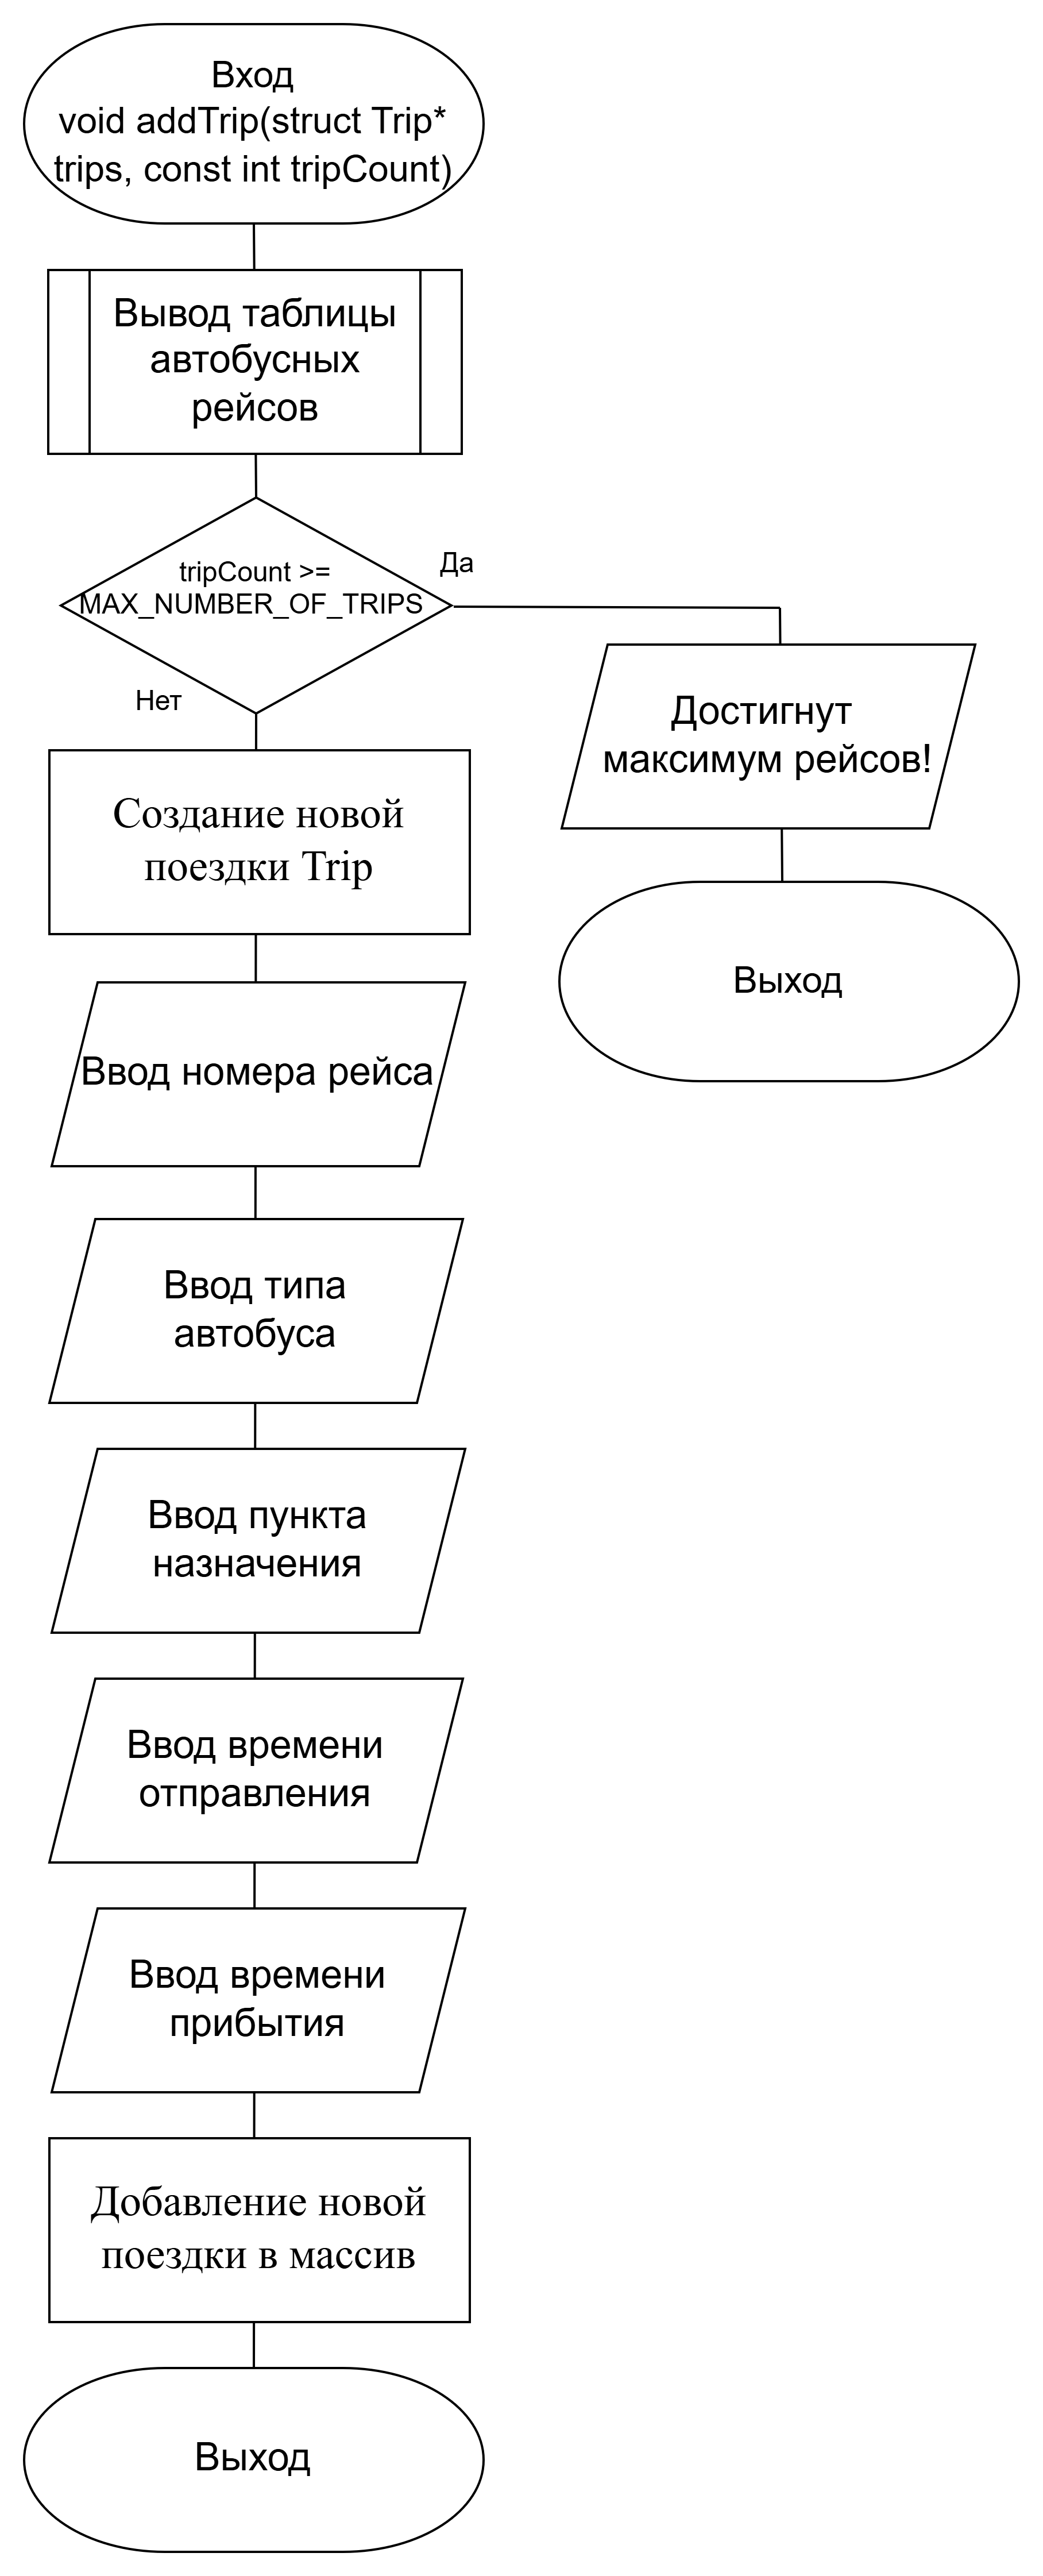 Вход
void addTrip(struct Trip*
trips, const int tripCount)
Вывод таблицы
автобусных
рейсов
tripCount >=
MAX_NUMBER_OF_TRIPS
Да
Нет
Достигнут
максимум рейсов!
Выход
Создание новой
поездки Trip
Ввод номера рейса
Ввод типа
автобуса
Ввод пункта
назначения
Ввод времени
отправления
Ввод времени
прибытия
Добавление новой
поездки в массив
Выход